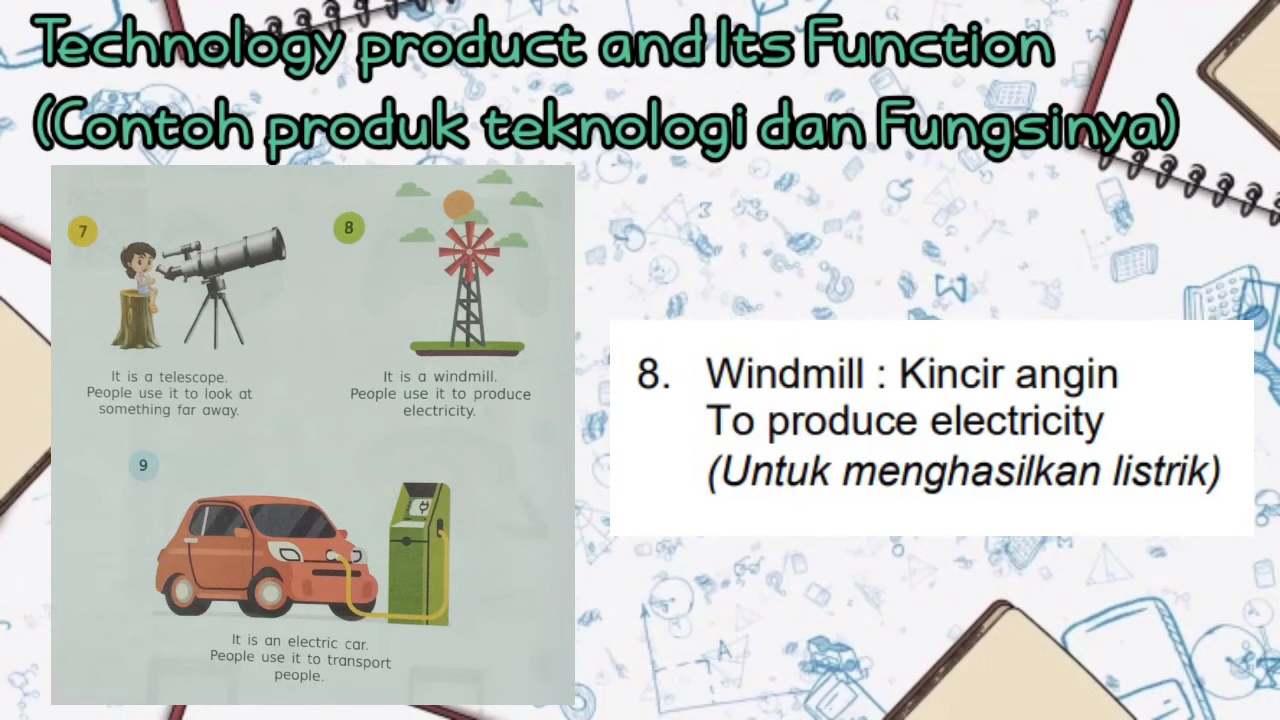 Technology product and Its Function
(Contoh produk teknologi dan Fungsinya)
7
It is a telescope.
People use it to look at
something far away.
8
It is a windmill.
People use it to produce
electricity.
9
It is an electric car.
People use it to transport
people.
8. Windmill : Kincir angin
To produce electricity
(Untuk menghasilkan listrik)